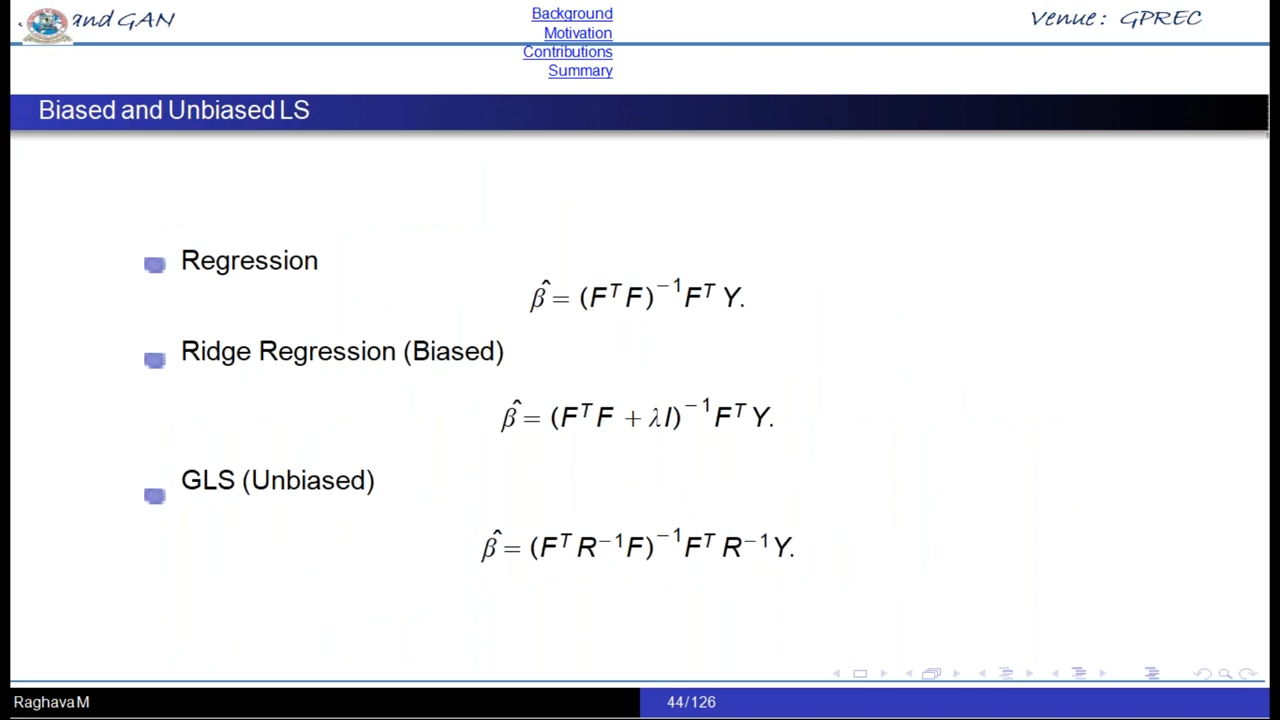 and GAN
Background
Motivation
Contributions
Summary
Venue: GPREC
Biased and Unbiased LS
Regression
β̂ = (FᵀF)⁻¹FᵀY.
Ridge Regression (Biased)
β̂ = (FᵀF + λI)⁻¹FᵀY.
GLS (Unbiased)
β̂ = (FᵀR⁻¹F)⁻¹FᵀR⁻¹Y.
Raghava M
44/126